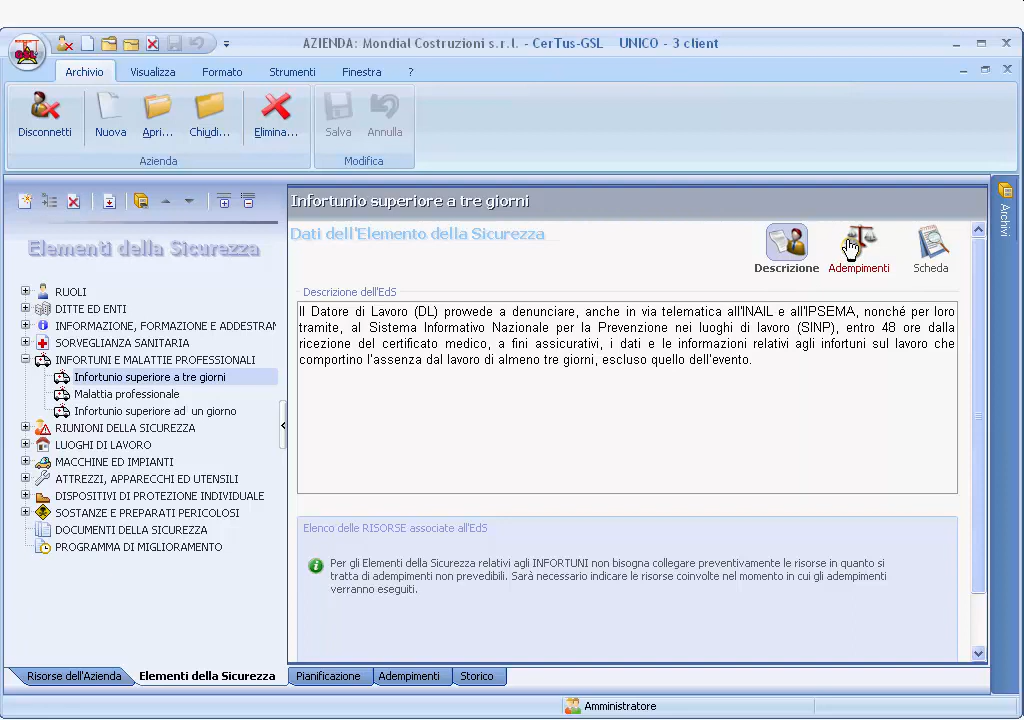 AZIENDA: Mondial Costruzioni s.r.l. - CerTus-GSL UNICO - 3 client
Archivio Visualizza Formato Strumenti Finestra ?
Disconnetti Nuova Apri... Chiudi... Elimina... Salva Annulla
Azienda Modifica
Infortunio superiore a tre giorni
Archivi
Elementi della Sicurezza
Dati dell'Elemento della Sicurezza
Descrizione Adempimenti Scheda
RUOLI
DITTE ED ENTI
INFORMAZIONE, FORMAZIONE E ADDESTRAN
SORVEGLIANZA SANITARIA
INFORTUNI E MALATTIE PROFESSIONALI
Infortunio superiore a tre giorni
Malattia professionale
Infortunio superiore ad un giorno
RIUNIONI DELLA SICUREZZA
LUOGHI DI LAVORO
MACCHINE ED IMPIANTI
ATTREZZI, APPARECCHI ED UTENSILI
DISPOSITIVI DI PROTEZIONE INDIVIDUALE
SOSTANZE E PREPARATI PERICOLOSI
DOCUMENTI DELLA SICUREZZA
PROGRAMMA DI MIGLIORAMENTO
Descrizione dell'EdS
Il Datore di Lavoro (DL) provvede a denunciare, anche in via telematica all'INAIL e all'IPSEMA, nonché per loro
tramite, al Sistema Informativo Nazionale per la Prevenzione nei luoghi di lavoro (SINP), entro 48 ore dalla
ricezione del certificato medico, a fini assicurativi, i dati e le informazioni relativi agli infortuni sul lavoro che
comportino l'assenza dal lavoro di almeno tre giorni, escluso quello dell'evento.
Elenco delle RISORSE associate all'EdS
Per gli Elementi della Sicurezza relativi agli INFORTUNI non bisogna collegare preventivamente le risorse in quanto si
tratta di adempimenti non prevedibili. Sarà necessario indicare le risorse coinvolte nel momento in cui gli adempimenti
verranno eseguiti.
Risorse dell'Azienda Elementi della Sicurezza Pianificazione Adempimenti Storico
Amministratore